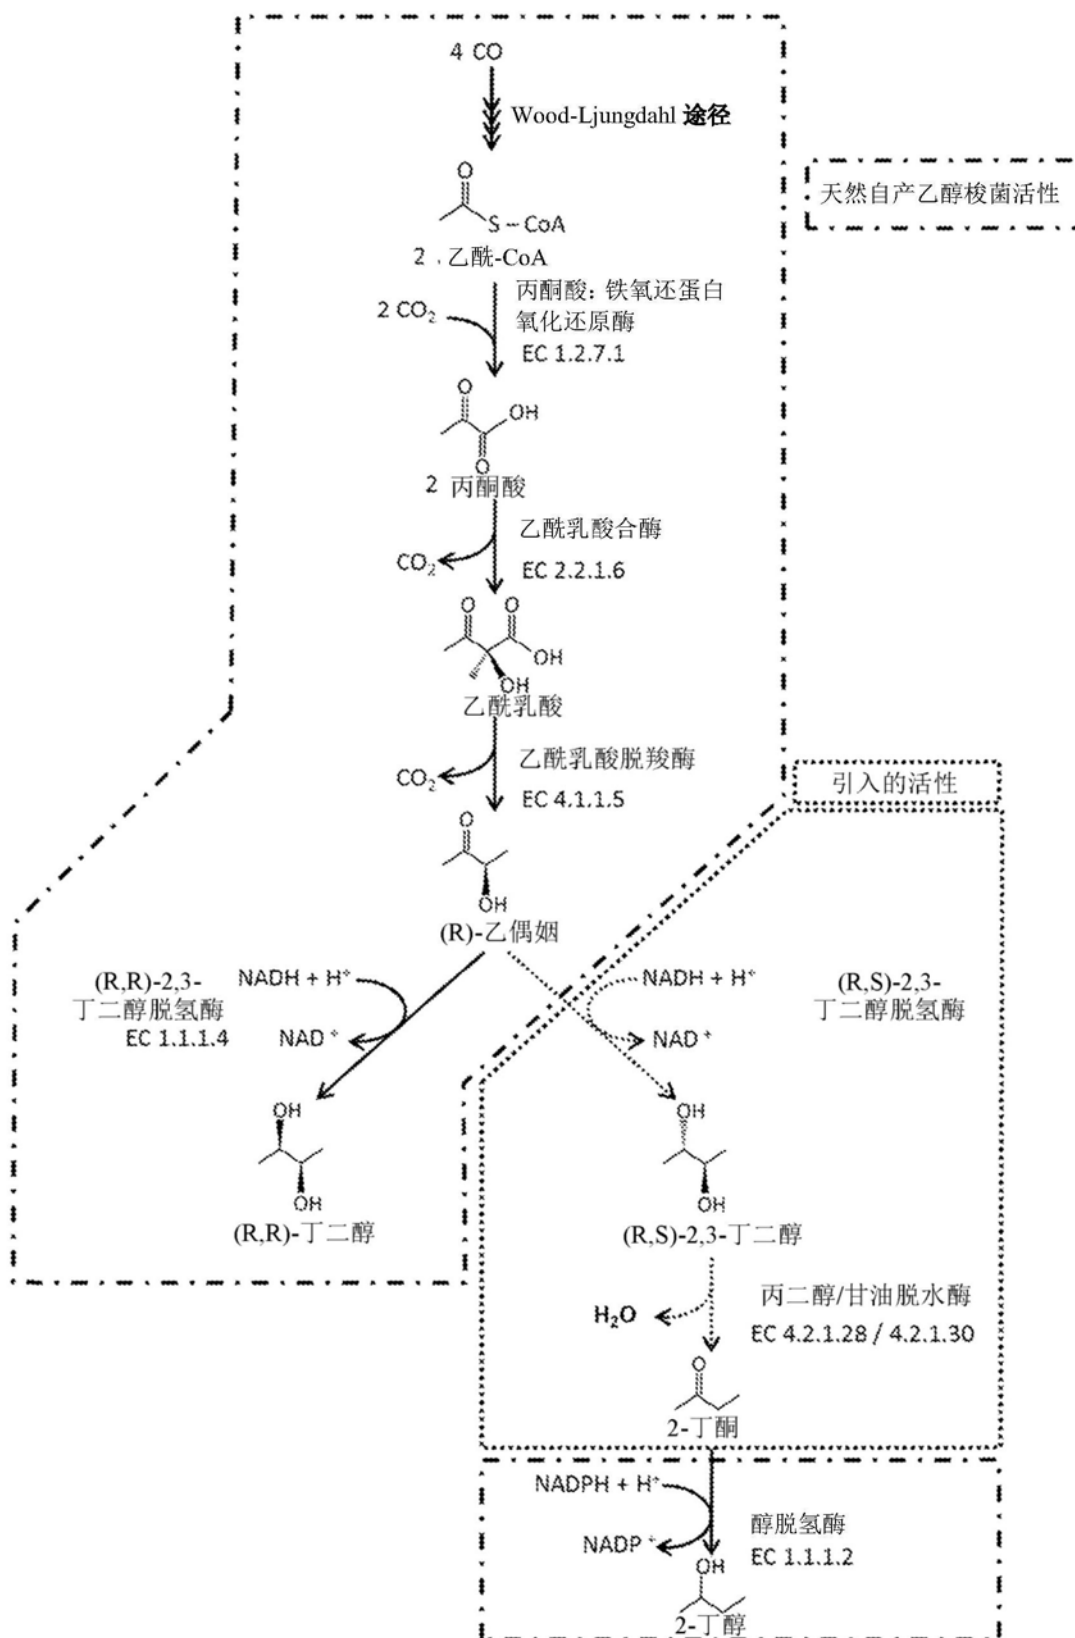 4 CO
Wood-Ljungdahl 途径
天然自产乙醇梭菌活性
O
S – CoA
2 . 乙酰-CoA
2 CO₂
丙酮酸：铁氧还蛋白
氧化还原酶
EC 1.2.7.1
O
OH
O
2 丙酮酸
乙酰乳酸合酶
CO₂
EC 2.2.1.6
O O
OH
OH
乙酰乳酸
乙酰乳酸脱羧酶
CO₂
EC 4.1.1.5
引入的活性
O
OH
(R)-乙偶姻
(R,R)-2,3-
丁二醇脱氢酶
EC 1.1.1.4
NADH + H⁺
NAD⁺
NADH + H⁺
NAD⁺
(R,S)-2,3-
丁二醇脱氢酶
OH
OH
(R,R)-丁二醇
OH
OH
(R,S)-2,3-丁二醇
H₂O
丙二醇/甘油脱水酶
EC 4.2.1.28 / 4.2.1.30
O
2-丁酮
NADPH + H⁺
NADP⁺
醇脱氢酶
EC 1.1.1.2
OH
2-丁醇